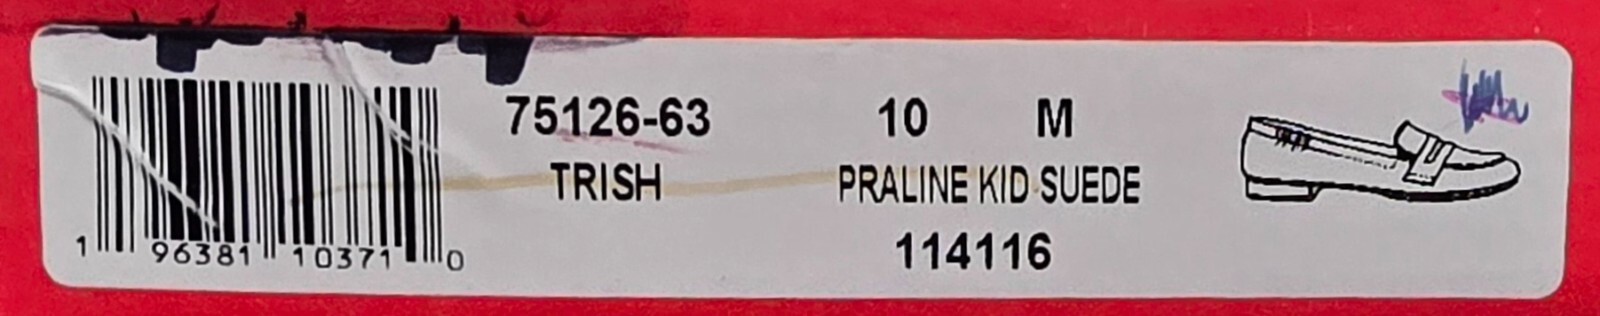 75126-63 10 M
TRISH PRALINE KID SUEDE
114116
1 96381 10371 0